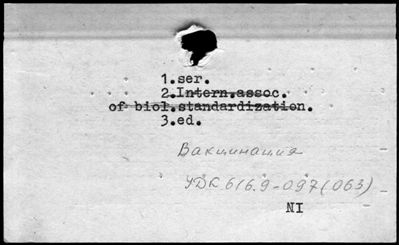 1.ser.
2.Intern.assoc.
of biol.standardization.
3.ed.
Вакцинация
УДК 616.9-097(063)
NI